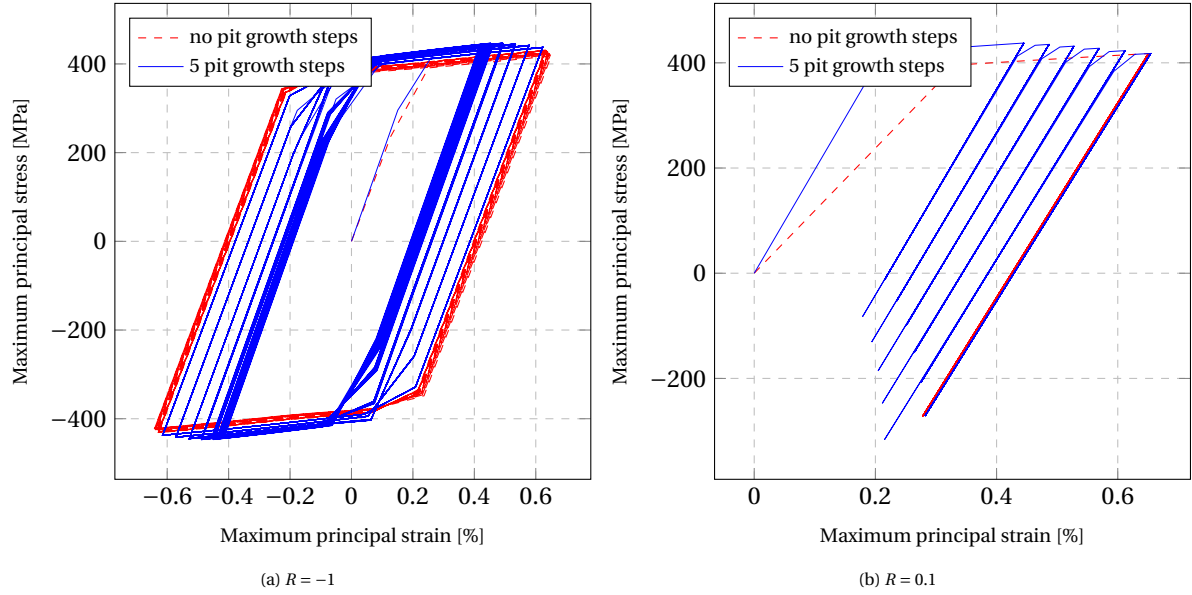 no pit growth steps
5 pit growth steps
400
200
0
−200
−400
−0.6
−0.4
−0.2
0
0.2
0.4
0.6
Maximum principal strain [%]
Maximum principal stress [MPa]
(a) R = −1
no pit growth steps
5 pit growth steps
400
200
0
−200
0
0.2
0.4
0.6
Maximum principal strain [%]
Maximum principal stress [MPa]
(b) R = 0.1